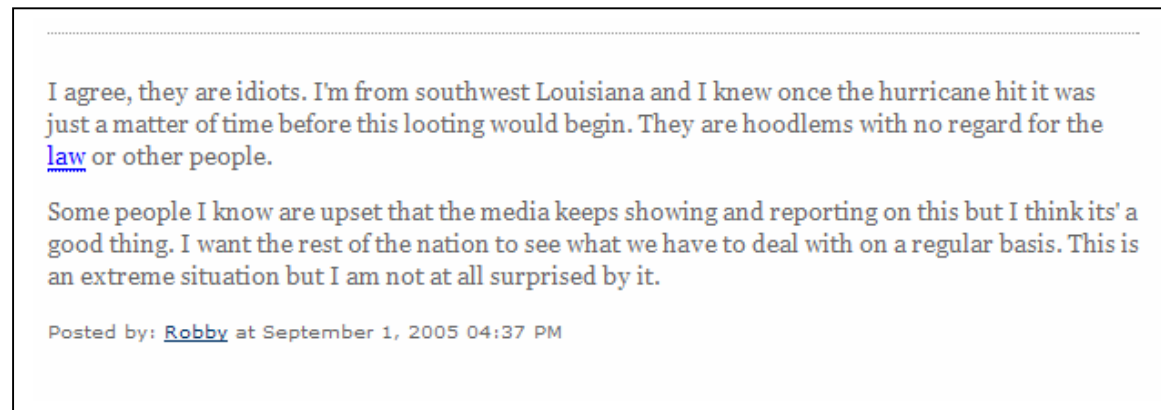 I agree, they are idiots. I'm from southwest Louisiana and I knew once the hurricane hit it was
just a matter of time before this looting would begin. They are hoodlems with no regard for the
law or other people.
Some people I know are upset that the media keeps showing and reporting on this but I think its' a
good thing. I want the rest of the nation to see what we have to deal with on a regular basis. This is
an extreme situation but I am not at all surprised by it.
Posted by: Robby at September 1, 2005 04:37 PM